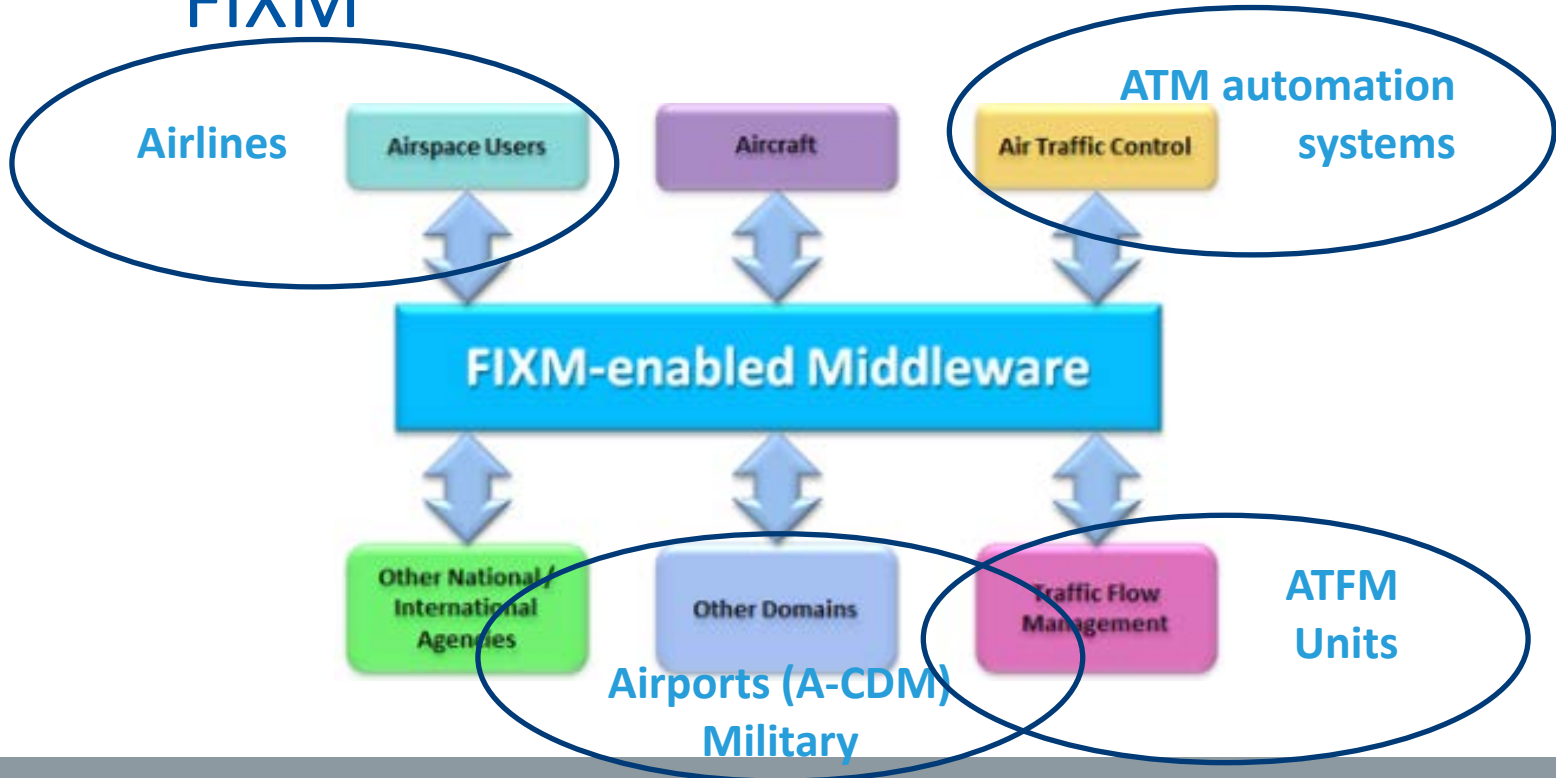 FIXM
ATM automation
systems
Airlines
Airspace Users
Aircraft
Air Traffic Control
FIXM-enabled Middleware
Other National /
International
Agencies
Other Domains
Traffic Flow
Management
ATFM
Units
Airports (A-CDM)
Military